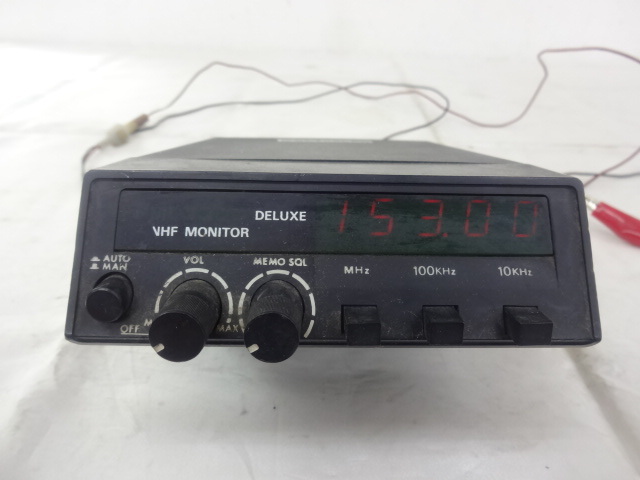 DELUXE
VHF MONITOR
153.00
AUTO
MAN
VOL
MEMO SQL
MHz
100KHz
10KHz
OFF
MAX